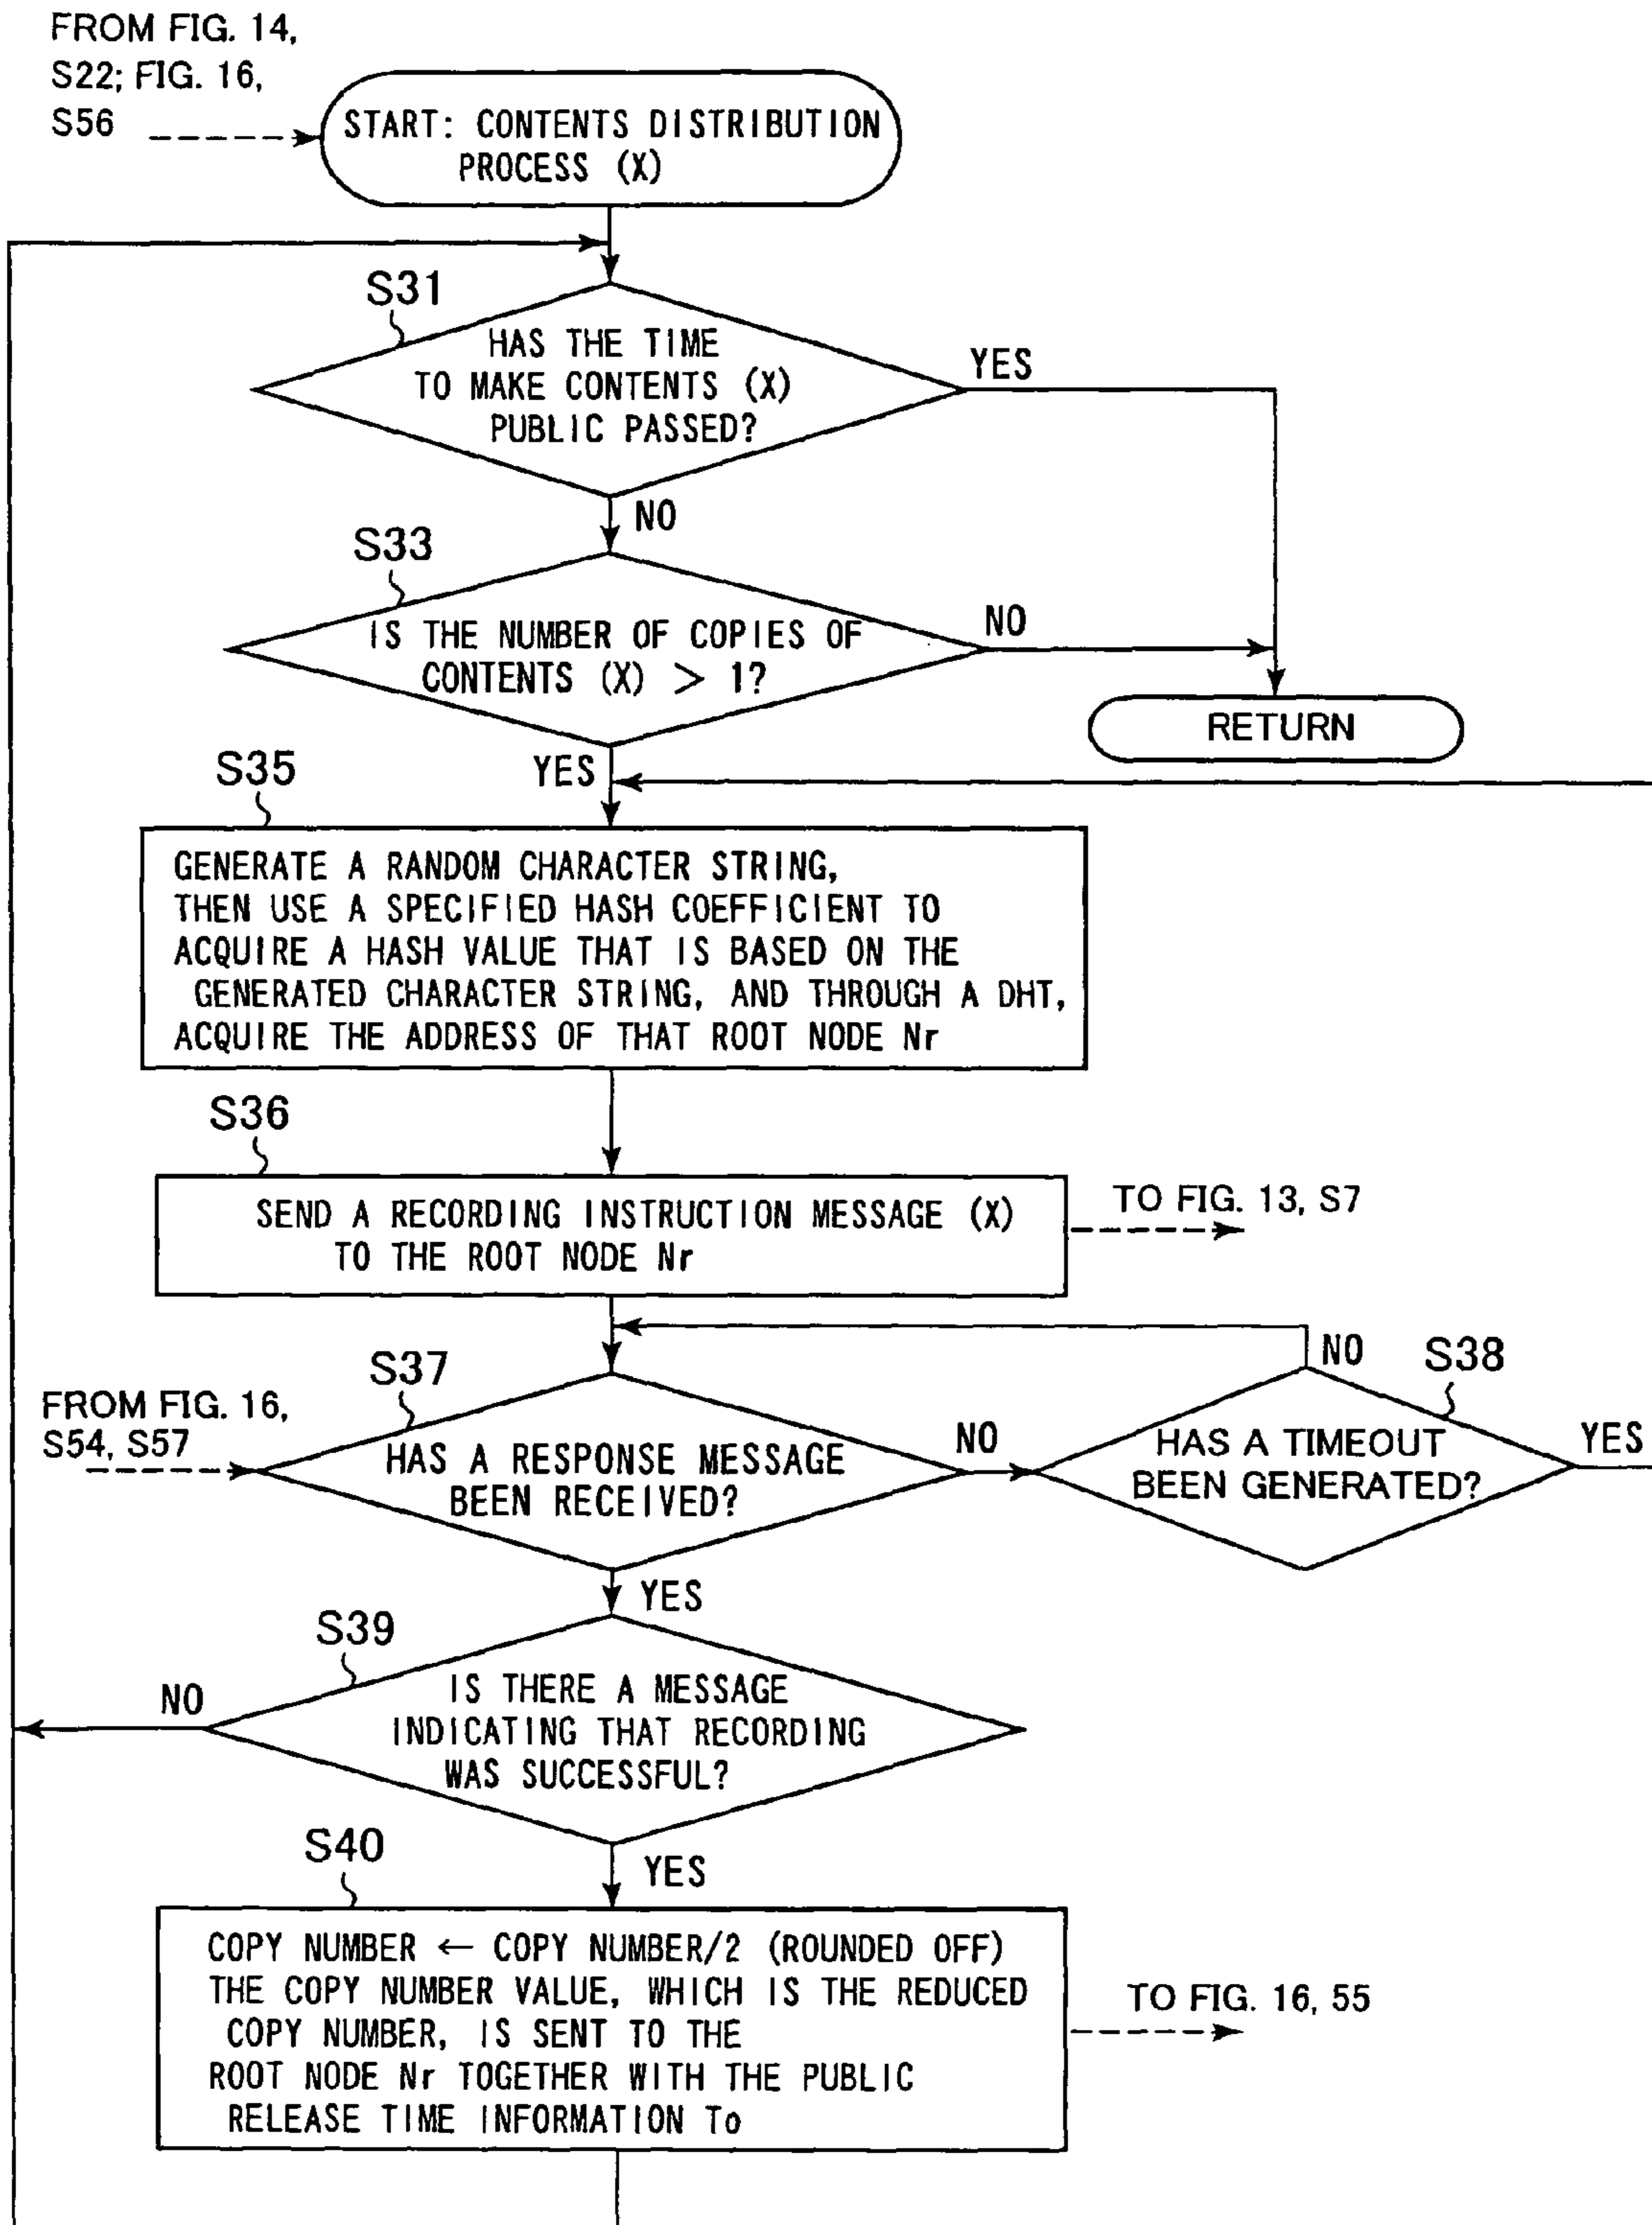 FROM FIG. 14,
S22; FIG. 16,
S56
START: CONTENTS DISTRIBUTION
PROCESS (X)
S31
HAS THE TIME
TO MAKE CONTENTS (X)
PUBLIC PASSED?
YES
NO
S33
IS THE NUMBER OF COPIES OF
CONTENTS (X) > 1?
NO
RETURN
YES
S35
GENERATE A RANDOM CHARACTER STRING,
THEN USE A SPECIFIED HASH COEFFICIENT TO
ACQUIRE A HASH VALUE THAT IS BASED ON THE
GENERATED CHARACTER STRING, AND THROUGH A DHT,
ACQUIRE THE ADDRESS OF THAT ROOT NODE Nr
S36
SEND A RECORDING INSTRUCTION MESSAGE (X)
TO THE ROOT NODE Nr
TO FIG. 13, S7
S37
FROM FIG. 16,
S54, S57
HAS A RESPONSE MESSAGE
BEEN RECEIVED?
NO
NO
S38
HAS A TIMEOUT
BEEN GENERATED?
YES
YES
S39
IS THERE A MESSAGE
INDICATING THAT RECORDING
WAS SUCCESSFUL?
NO
YES
S40
COPY NUMBER ← COPY NUMBER/2 (ROUNDED OFF)
THE COPY NUMBER VALUE, WHICH IS THE REDUCED
COPY NUMBER, IS SENT TO THE
ROOT NODE Nr TOGETHER WITH THE PUBLIC
RELEASE TIME INFORMATION To
TO FIG. 16, 55